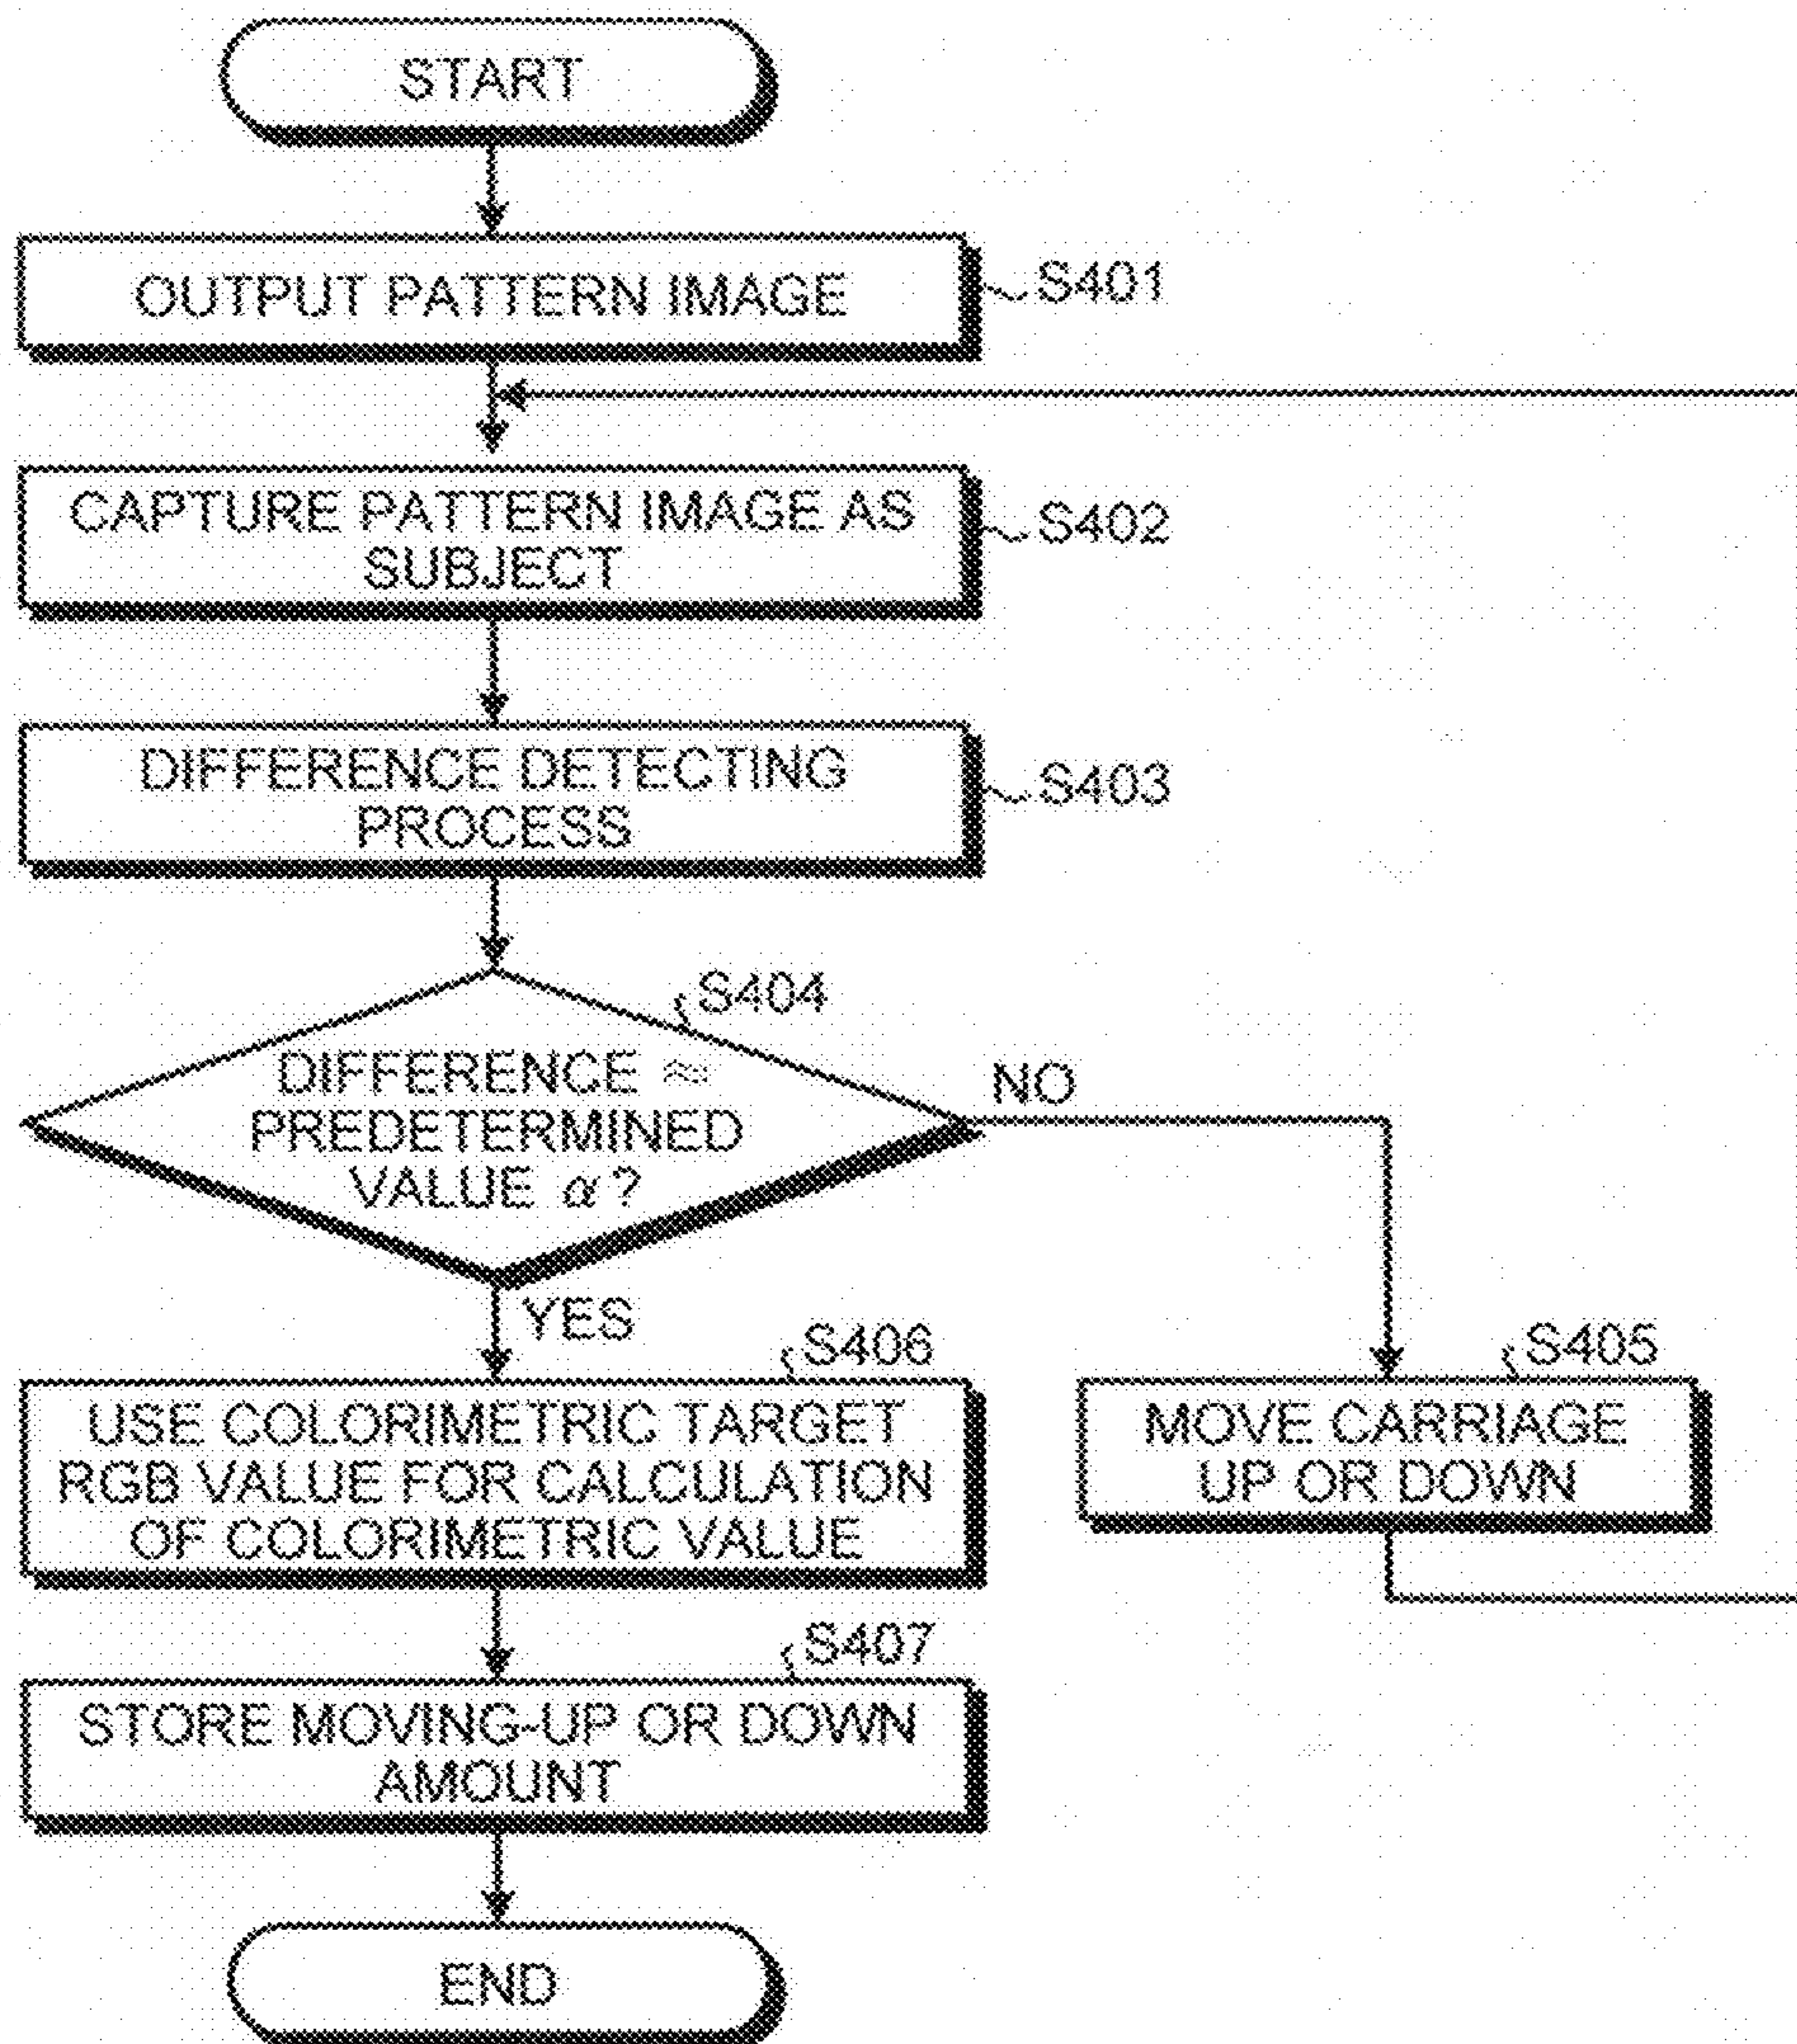 START
OUTPUT PATTERN IMAGE
S401
CAPTURE PATTERN IMAGE AS
SUBJECT
S402
DIFFERENCE DETECTING
PROCESS
S403
S404
DIFFERENCE ≈
PREDETERMINED
VALUE α?
NO
YES
S406
USE COLORIMETRIC TARGET
RGB VALUE FOR CALCULATION
OF COLORIMETRIC VALUE
S405
MOVE CARRIAGE
UP OR DOWN
S407
STORE MOVING-UP OR DOWN
AMOUNT
END